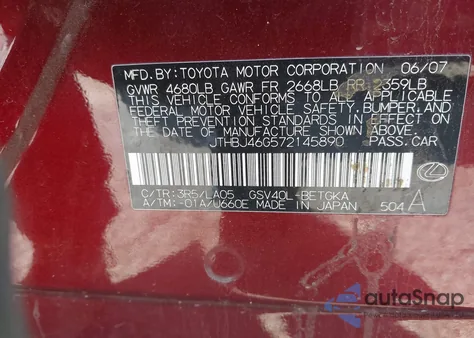 MFD. BY: TOYOTA MOTOR CORPORATION 06/07
GVWR 4680LB GAWR FR 2668LB RR 2359LB
THIS VEHICLE CONFORMS TO ALL APPLICABLE
FEDERAL MOTOR VEHICLE SAFETY, BUMPER, AND
THEFT PREVENTION STANDARDS IN EFFECT ON
THE DATE OF MANUFACTURE SHOWN ABOVE.
JTHBJ46G572145890 PASS.CAR
C/TR: 3R5/LA05 GSV40L-BETGKA
A/TM:-01A/U660E MADE IN JAPAN 504 A
autoSnap